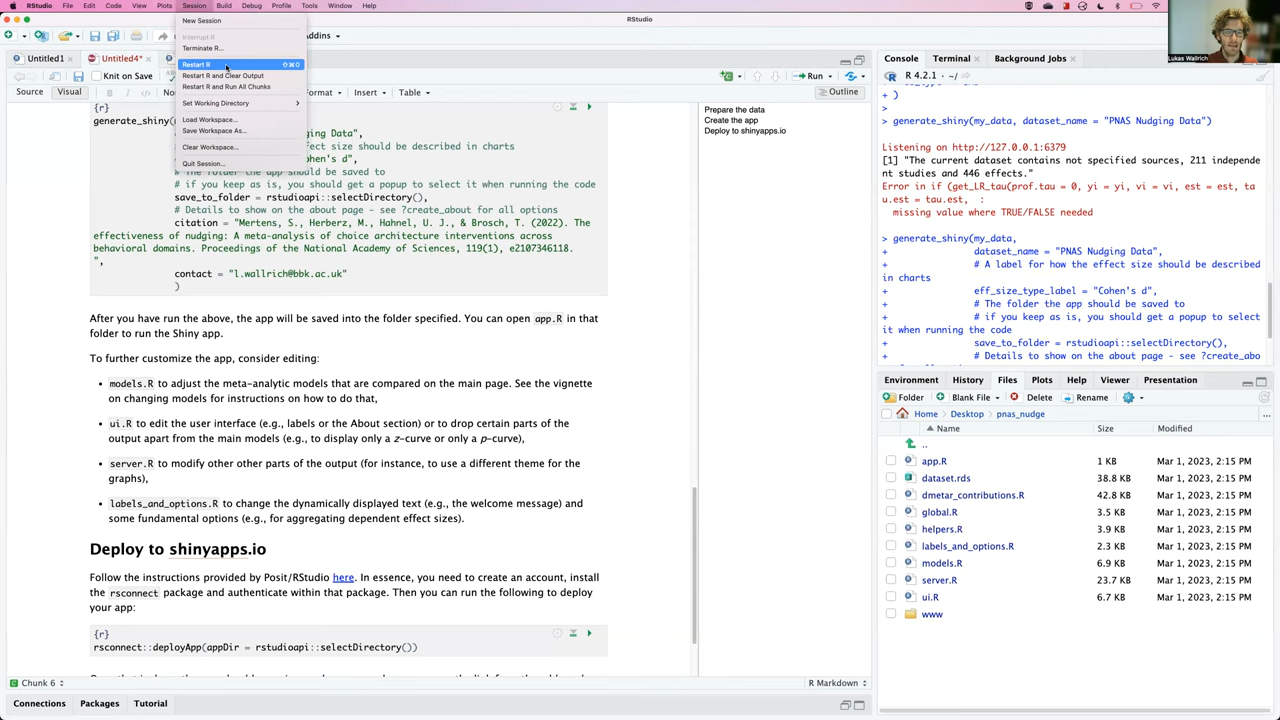 RStudio File Edit Code View Plots Session Build Debug Profile Tools Window Help
RStudio
New Session
Interrupt R
Terminate R...
Restart R ⇧⌘0
Restart R and Clear Output
Restart R and Run All Chunks
Set Working Directory
Load Workspace...
Save Workspace As...
Clear Workspace...
Quit Session...
Addins
Untitled1 Untitled4*
Knit on Save Run
Source Visual B I Format Insert Table Outline
{r}
generate_shiny(
dging Data",
effect size should be described in charts
hen's d",
# The folder the app should be saved to
# if you keep as is, you should get a popup to select it when running the code
save_to_folder = rstudioapi::selectDirectory(),
# Details to show on the about page - see ?create_about for all options
citation = "Mertens, S., Herberz, M., Hahnel, U. J., & Brosch, T. (2022). The
effectiveness of nudging: A meta-analysis of choice architecture interventions across
behavioral domains. Proceedings of the National Academy of Sciences, 119(1), e2107346118.
",
contact = "l.wallrich@bbk.ac.uk"
)
After you have run the above, the app will be saved into the folder specified. You can open app.R in that
folder to run the Shiny app.
To further customize the app, consider editing:
• models.R to adjust the meta-analytic models that are compared on the main page. See the vignette
on changing models for instructions on how to do that,
• ui.R to edit the user interface (e.g., labels or the About section) or to drop certain parts of the
output apart from the main models (e.g., to display only a z-curve or only a p-curve),
• server.R to modify other other parts of the output (for instance, to use a different theme for the
graphs),
• labels_and_options.R to change the dynamically displayed text (e.g., the welcome message) and
some fundamental options (e.g., for aggregating dependent effect sizes).
Deploy to shinyapps.io
Follow the instructions provided by Posit/RStudio here. In essence, you need to create an account, install
the rsconnect package and authenticate within that package. Then you can run the following to deploy
your app:
{r}
rsconnect::deployApp(appDir = rstudioapi::selectDirectory())
Chunk 6 R Markdown
Connections Packages Tutorial
Prepare the data
Create the app
Deploy to shinyapps.io
Lukas Wallrich
Console Terminal Background Jobs
R 4.2.1 · ~/
+ )
>
> generate_shiny(my_data, dataset_name = "PNAS Nudging Data")
Listening on http://127.0.0.1:6379
[1] "The current dataset contains not specified sources, 211 independe
nt studies and 446 effects."
Error in if (get_LR_tau(prof.tau = 0, yi = yi, vi = vi, est = est, ta
u.est = tau.est, :
missing value where TRUE/FALSE needed
> generate_shiny(my_data,
+ dataset_name = "PNAS Nudging Data",
+ # A label for how the effect size should be described
in charts
+ eff_size_type_label = "Cohen's d",
+ # The folder the app should be saved to
+ # if you keep as is, you should get a popup to select
it when running the code
+ save_to_folder = rstudioapi::selectDirectory(),
+ # Details to show on the about page - see ?create_abo
Environment History Files Plots Help Viewer Presentation
Folder Blank File Delete Rename
Home Desktop pnas_nudge ...
Name Size Modified
..
app.R 1 KB Mar 1, 2023, 2:15 PM
dataset.rds 38.8 KB Mar 1, 2023, 2:15 PM
dmetar_contributions.R 42.8 KB Mar 1, 2023, 2:15 PM
global.R 3.5 KB Mar 1, 2023, 2:15 PM
helpers.R 3.9 KB Mar 1, 2023, 2:15 PM
labels_and_options.R 2.3 KB Mar 1, 2023, 2:15 PM
models.R 6.9 KB Mar 1, 2023, 2:15 PM
server.R 23.7 KB Mar 1, 2023, 2:15 PM
ui.R 6.7 KB Mar 1, 2023, 2:15 PM
www